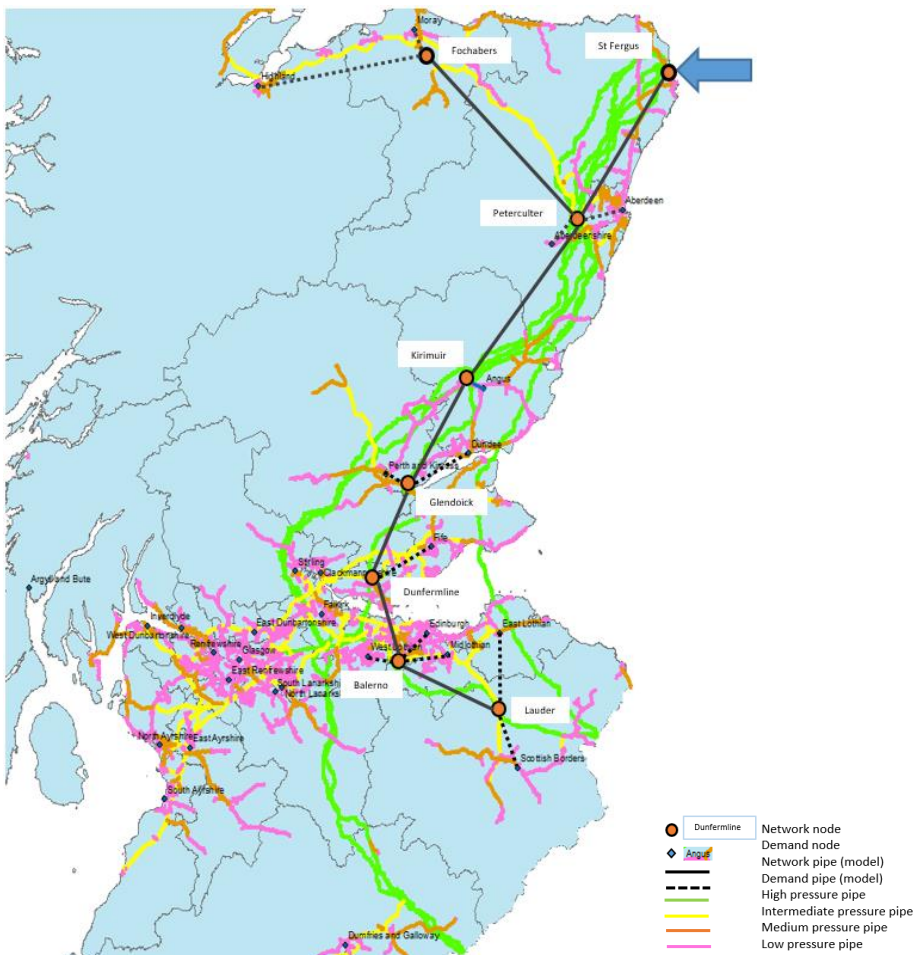 Moray
Fochabers
St Fergus
Highland
Peterculter
Aberdeen
Aberdeenshire
Kirimuir
Angus
Dundee
Perth and Kinross
Glendoick
Fife
Stirling
Clackmannanshire
Argyll and Bute
Dunfermline
Falkirk
Inverclyde
West Dunbartonshire
East Dunbartonshire
Edinburgh
East Lothian
Renfrewshire
Glasgow
West Lothian
Midlothian
East Renfrewshire
South Lanarkshi
North Lanarks
Balerno
Lauder
North Ayrshire
East Ayrshire
Scottish Borders
South Ayrshire
Dumfries and Galloway
Dunfermline
Network node
Demand node
Angus
Network pipe (model)
Demand pipe (model)
High pressure pipe
Intermediate pressure pipe
Medium pressure pipe
Low pressure pipe